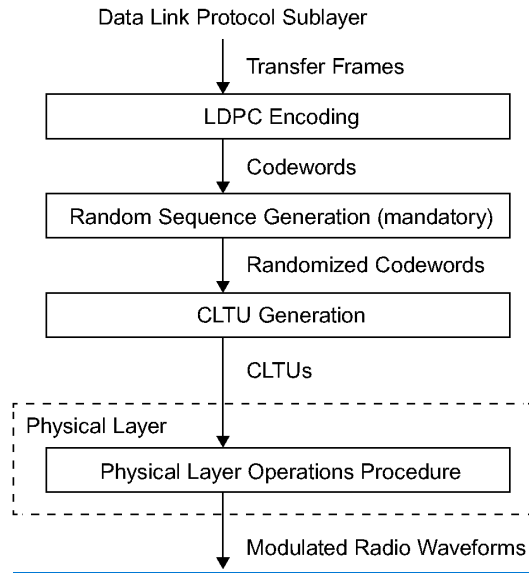 Data Link Protocol Sublayer
Transfer Frames
LDPC Encoding
Codewords
Random Sequence Generation (mandatory)
Randomized Codewords
CLTU Generation
CLTUs
Physical Layer
Physical Layer Operations Procedure
Modulated Radio Waveforms